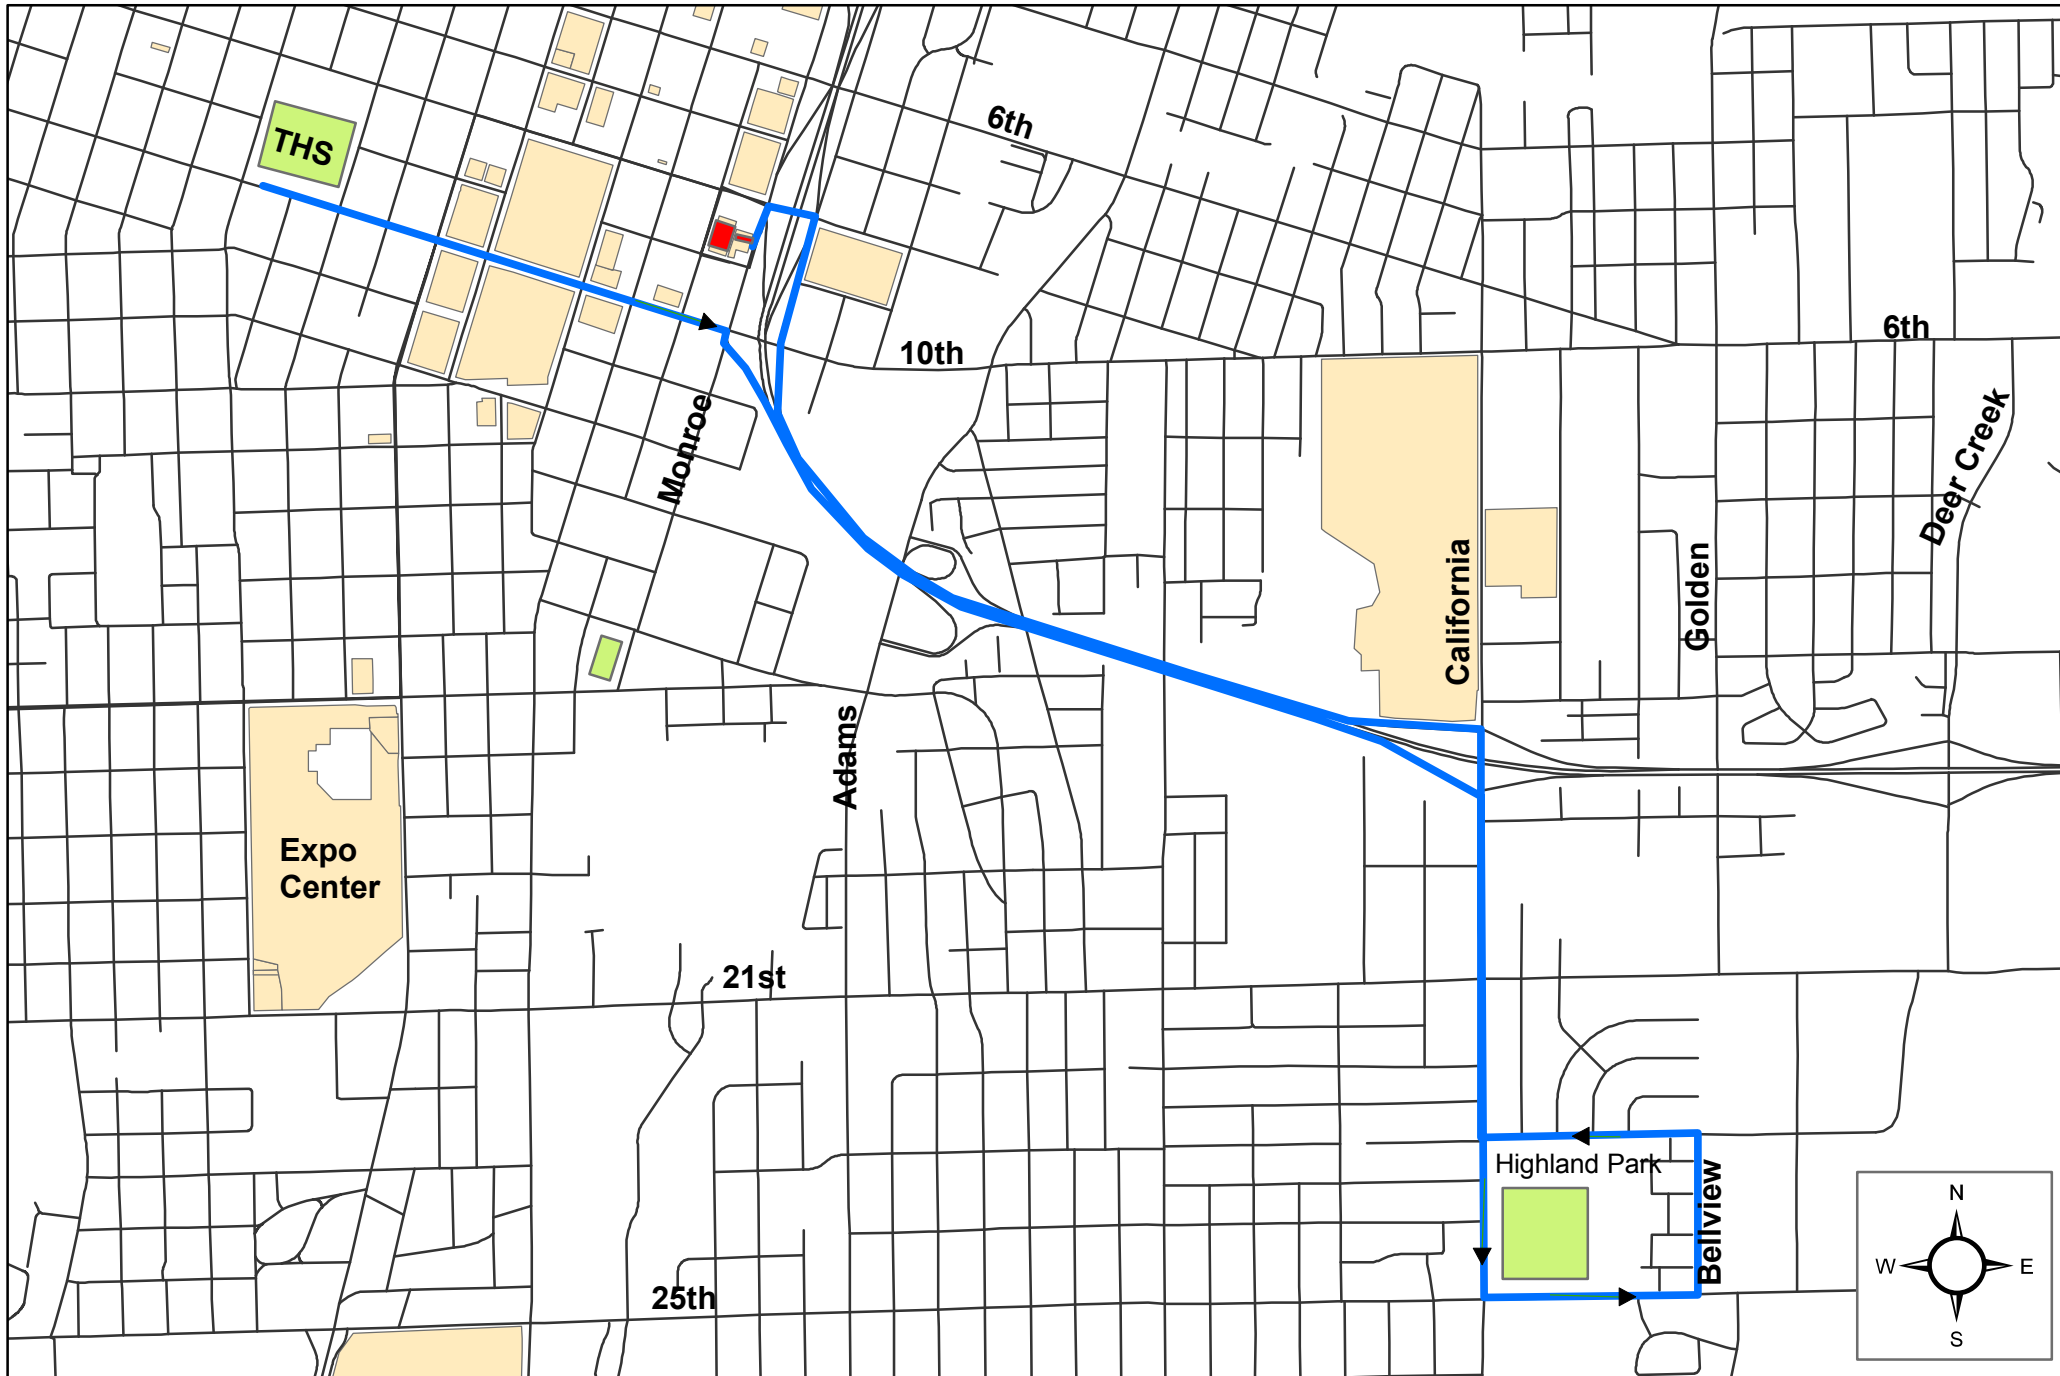 6th
THS
6th
10th
Deer Creek
Monroe
California
Golden
Adams
Expo
Center
21st
Highland Park
Bellview
25th
N
W
E
S